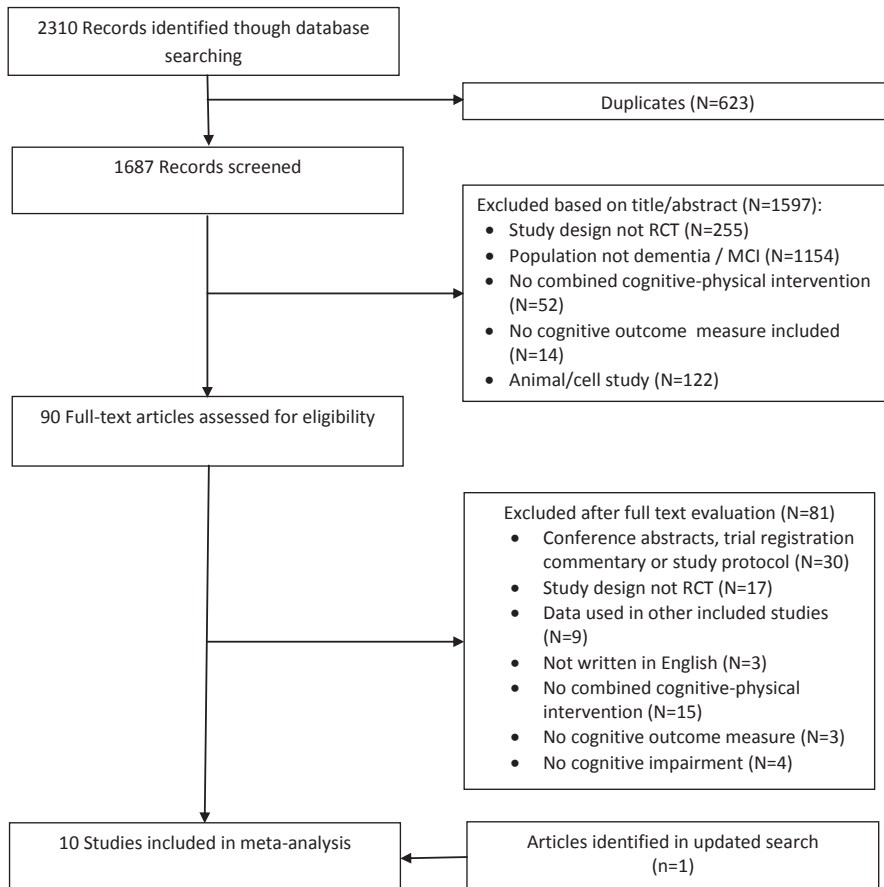 2310 Records identified though database
searching
Duplicates (N=623)
1687 Records screened
Excluded based on title/abstract (N=1597):
• Study design not RCT (N=255)
• Population not dementia / MCI (N=1154)
• No combined cognitive-physical intervention
(N=52)
• No cognitive outcome measure included
(N=14)
• Animal/cell study (N=122)
90 Full-text articles assessed for eligibility
Excluded after full text evaluation (N=81)
• Conference abstracts, trial registration
commentary or study protocol (N=30)
• Study design not RCT (N=17)
• Data used in other included studies
(N=9)
• Not written in English (N=3)
• No combined cognitive-physical
intervention (N=15)
• No cognitive outcome measure (N=3)
• No cognitive impairment (N=4)
10 Studies included in meta-analysis
Articles identified in updated search
(n=1)